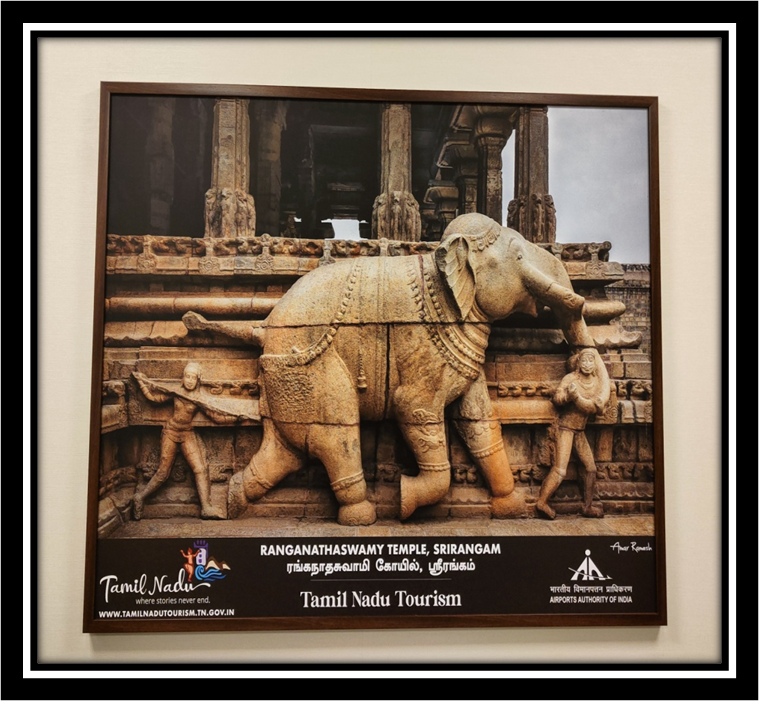 Amar Ramesh
RANGANATHASWAMY TEMPLE, SRIRANGAM
ரங்கநாதசுவாமி கோயில், ஸ்ரீரங்கம்
Tamil Nadu Tourism
Tamil Nadu
where stories never end.
WWW.TAMILNADUTOURISM.TN.GOV.IN
भारतीय विमानपत्तन प्राधिकरण
AIRPORTS AUTHORITY OF INDIA